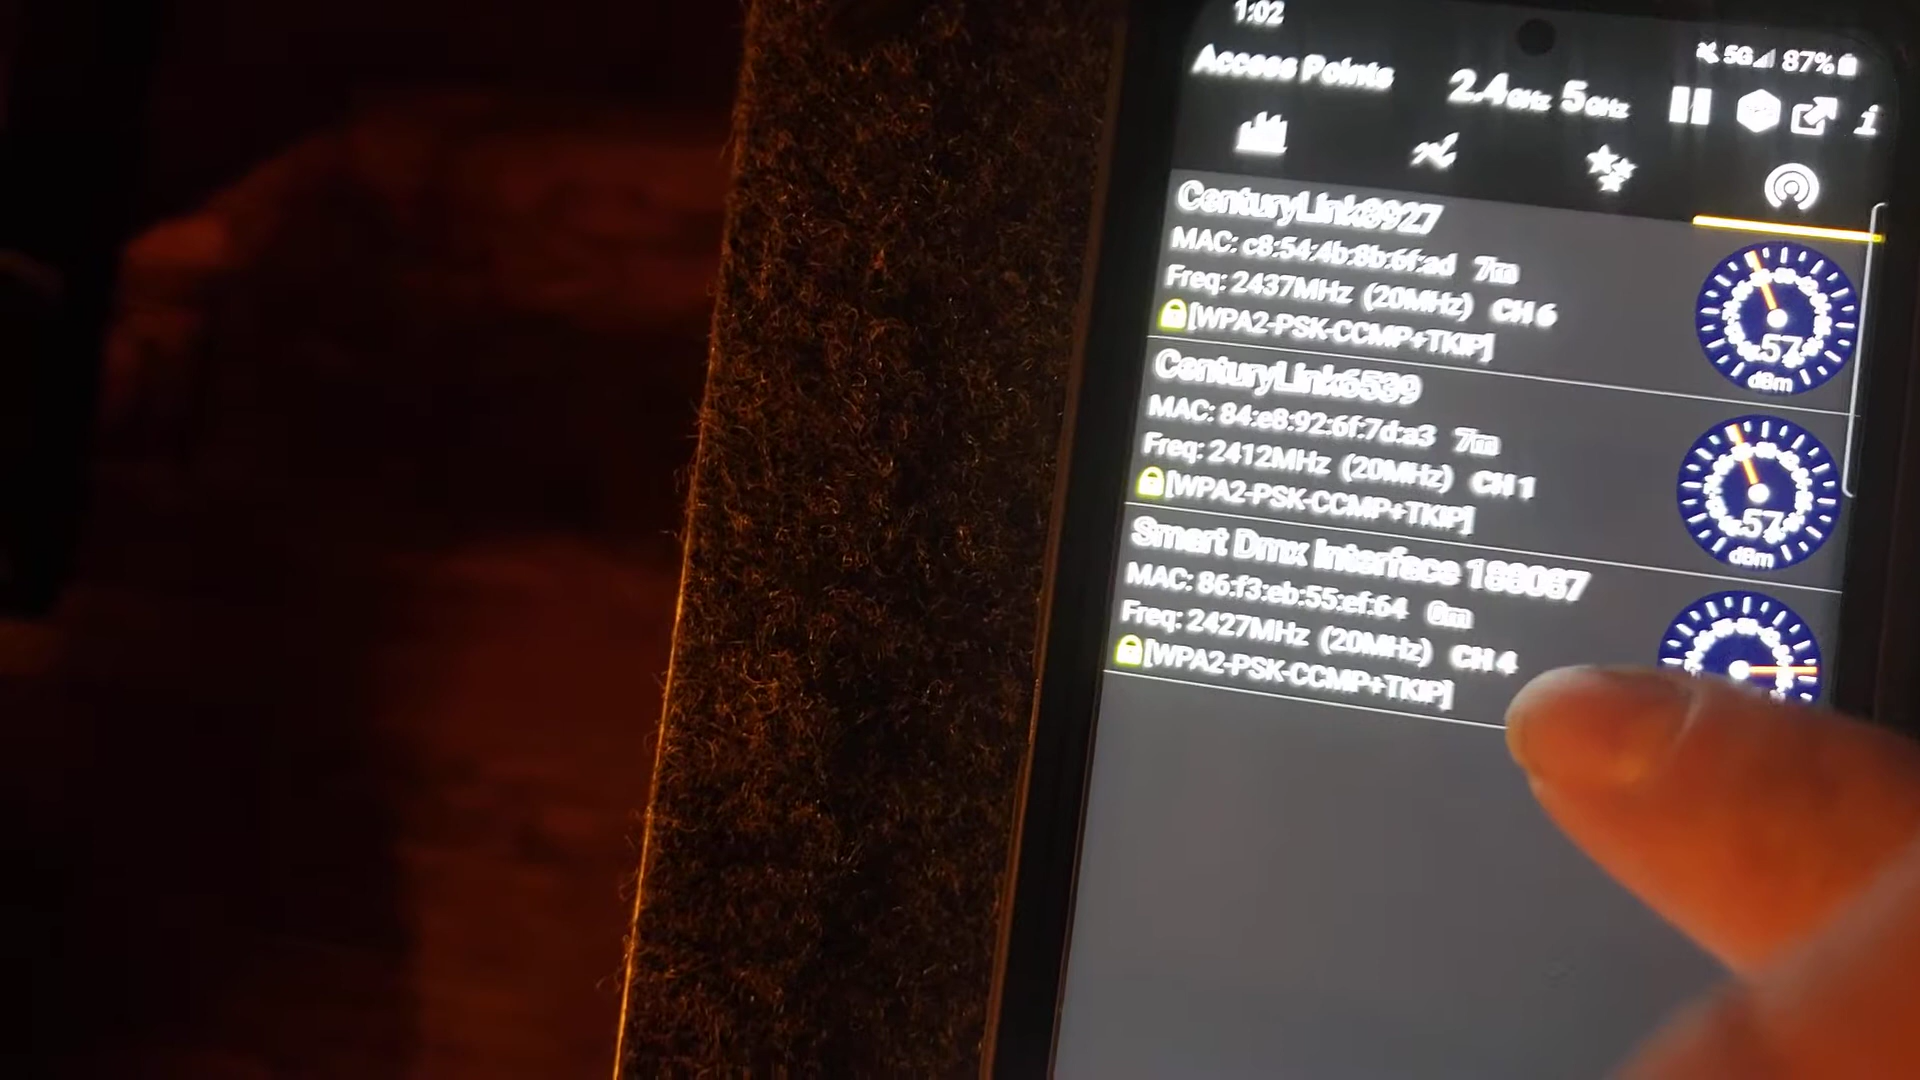 1:02
5G 87%
Access Points 2.4GHz 5GHz
CenturyLink8927
MAC: c8:54:4b:8b:6f:ad 7m
Freq: 2437MHz (20MHz) CH 6
[WPA2-PSK-CCMP+TKIP]
-57
dBm
CenturyLink6539
MAC: 84:e8:92:6f:7d:a3 7m
Freq: 2412MHz (20MHz) CH 1
[WPA2-PSK-CCMP+TKIP]
-57
dBm
Smart Dmx Interface 188087
MAC: 86:f3:eb:55:ef:64 0m
Freq: 2427MHz (20MHz) CH 4
[WPA2-PSK-CCMP+TKIP]